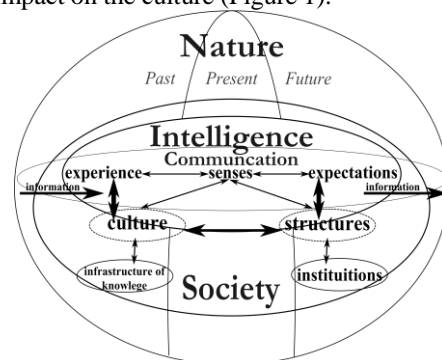 impact on the culture (Figure 1).
Nature
Past Present Future
Intelligence
Communcation
experience senses expectations
information information
culture structures
infrastructure of
knowlege
instituitions
Society